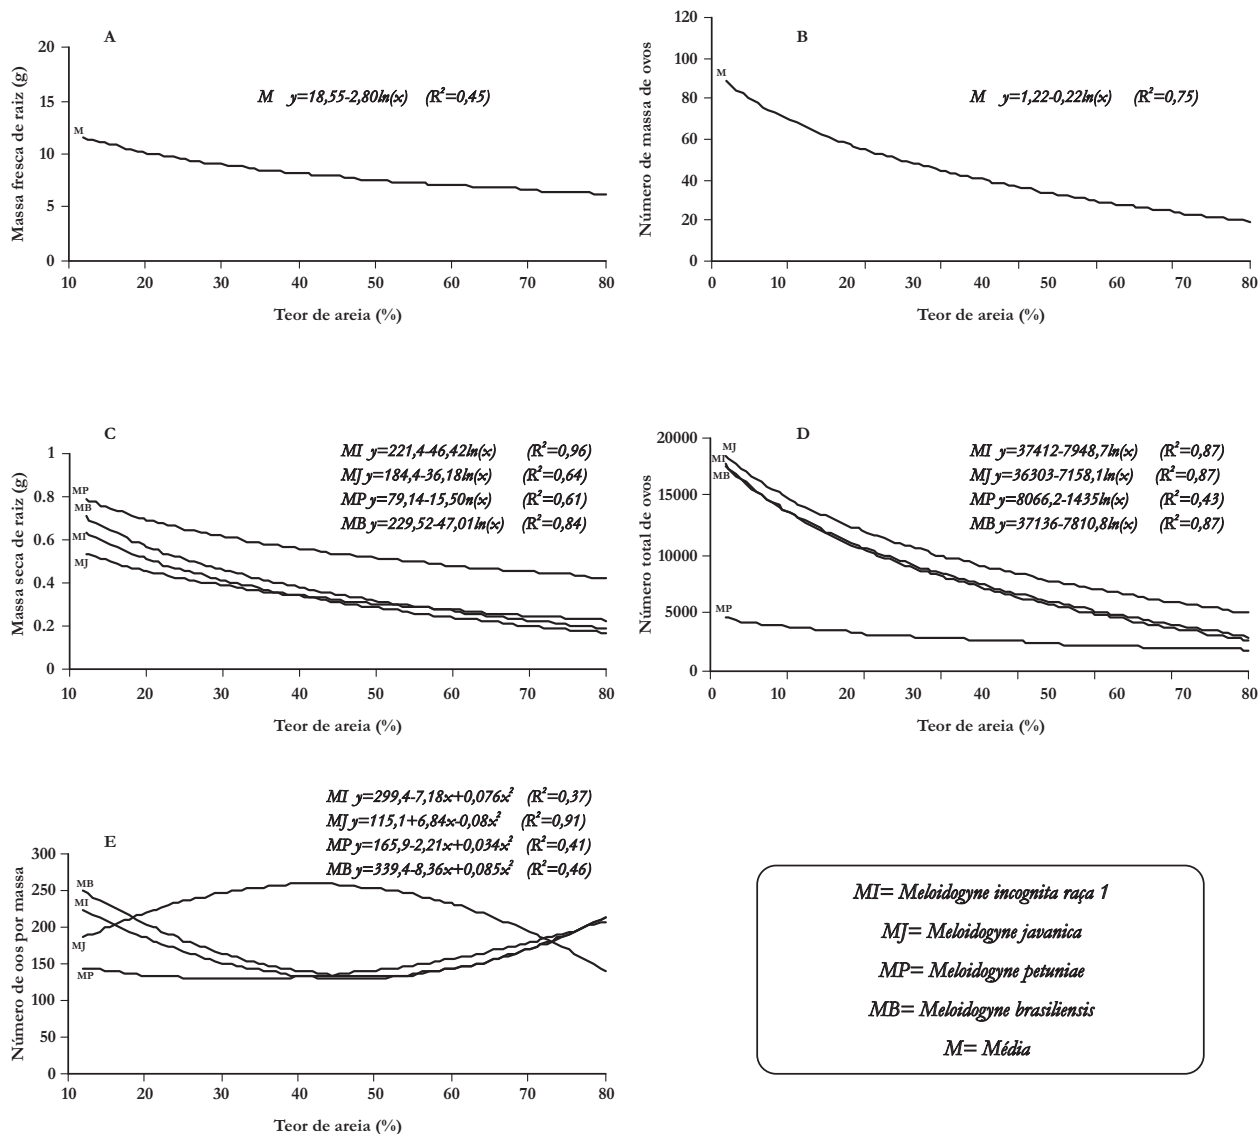 A
Massa fresca de raiz (g)
20
15
10
5
0
M
M y=18,55-2,80ln(x) (R²=0,45)
10 20 30 40 50 60 70 80
Teor de areia (%)
B
Número de massa de ovos
120
100
80
60
40
20
0
M
M y=1,22-0,22ln(x) (R²=0,75)
0 10 20 30 40 50 60 70 80
Teor de areia (%)
C
Massa seca de raiz (g)
1
0.8
0.6
0.4
0.2
0
MP
MB
MI
MJ
MI y=221,4-46,42ln(x) (R²=0,96)
MJ y=184,4-36,18ln(x) (R²=0,64)
MP y=79,14-15,50n(x) (R²=0,61)
MB y=229,52-47,01ln(x) (R²=0,84)
10 20 30 40 50 60 70 80
Teor de areia (%)
D
Número total de ovos
20000
15000
10000
5000
0
MJ
MI
MB
MP
MI y=37412-7948,7ln(x) (R²=0,87)
MJ y=36303-7158,1ln(x) (R²=0,87)
MP y=8066,2-1435ln(x) (R²=0,43)
MB y=37136-7810,8ln(x) (R²=0,87)
0 10 20 30 40 50 60 70 80
Teor de areia (%)
E
Número de oos por massa
300
250
200
150
100
50
0
MB
MI
MJ
MP
MI y=299,4-7,18x+0,076x² (R²=0,37)
MJ y=115,1+6,84x-0,08x² (R²=0,91)
MP y=165,9-2,21x+0,034x² (R²=0,41)
MB y=339,4-8,36x+0,085x² (R²=0,46)
10 20 30 40 50 60 70 80
Teor de areia (%)
MI= Meloidogyne incognita raça 1
MJ= Meloidogyne javanica
MP= Meloidogyne petuniae
MB= Meloidogyne brasiliensis
M= Média